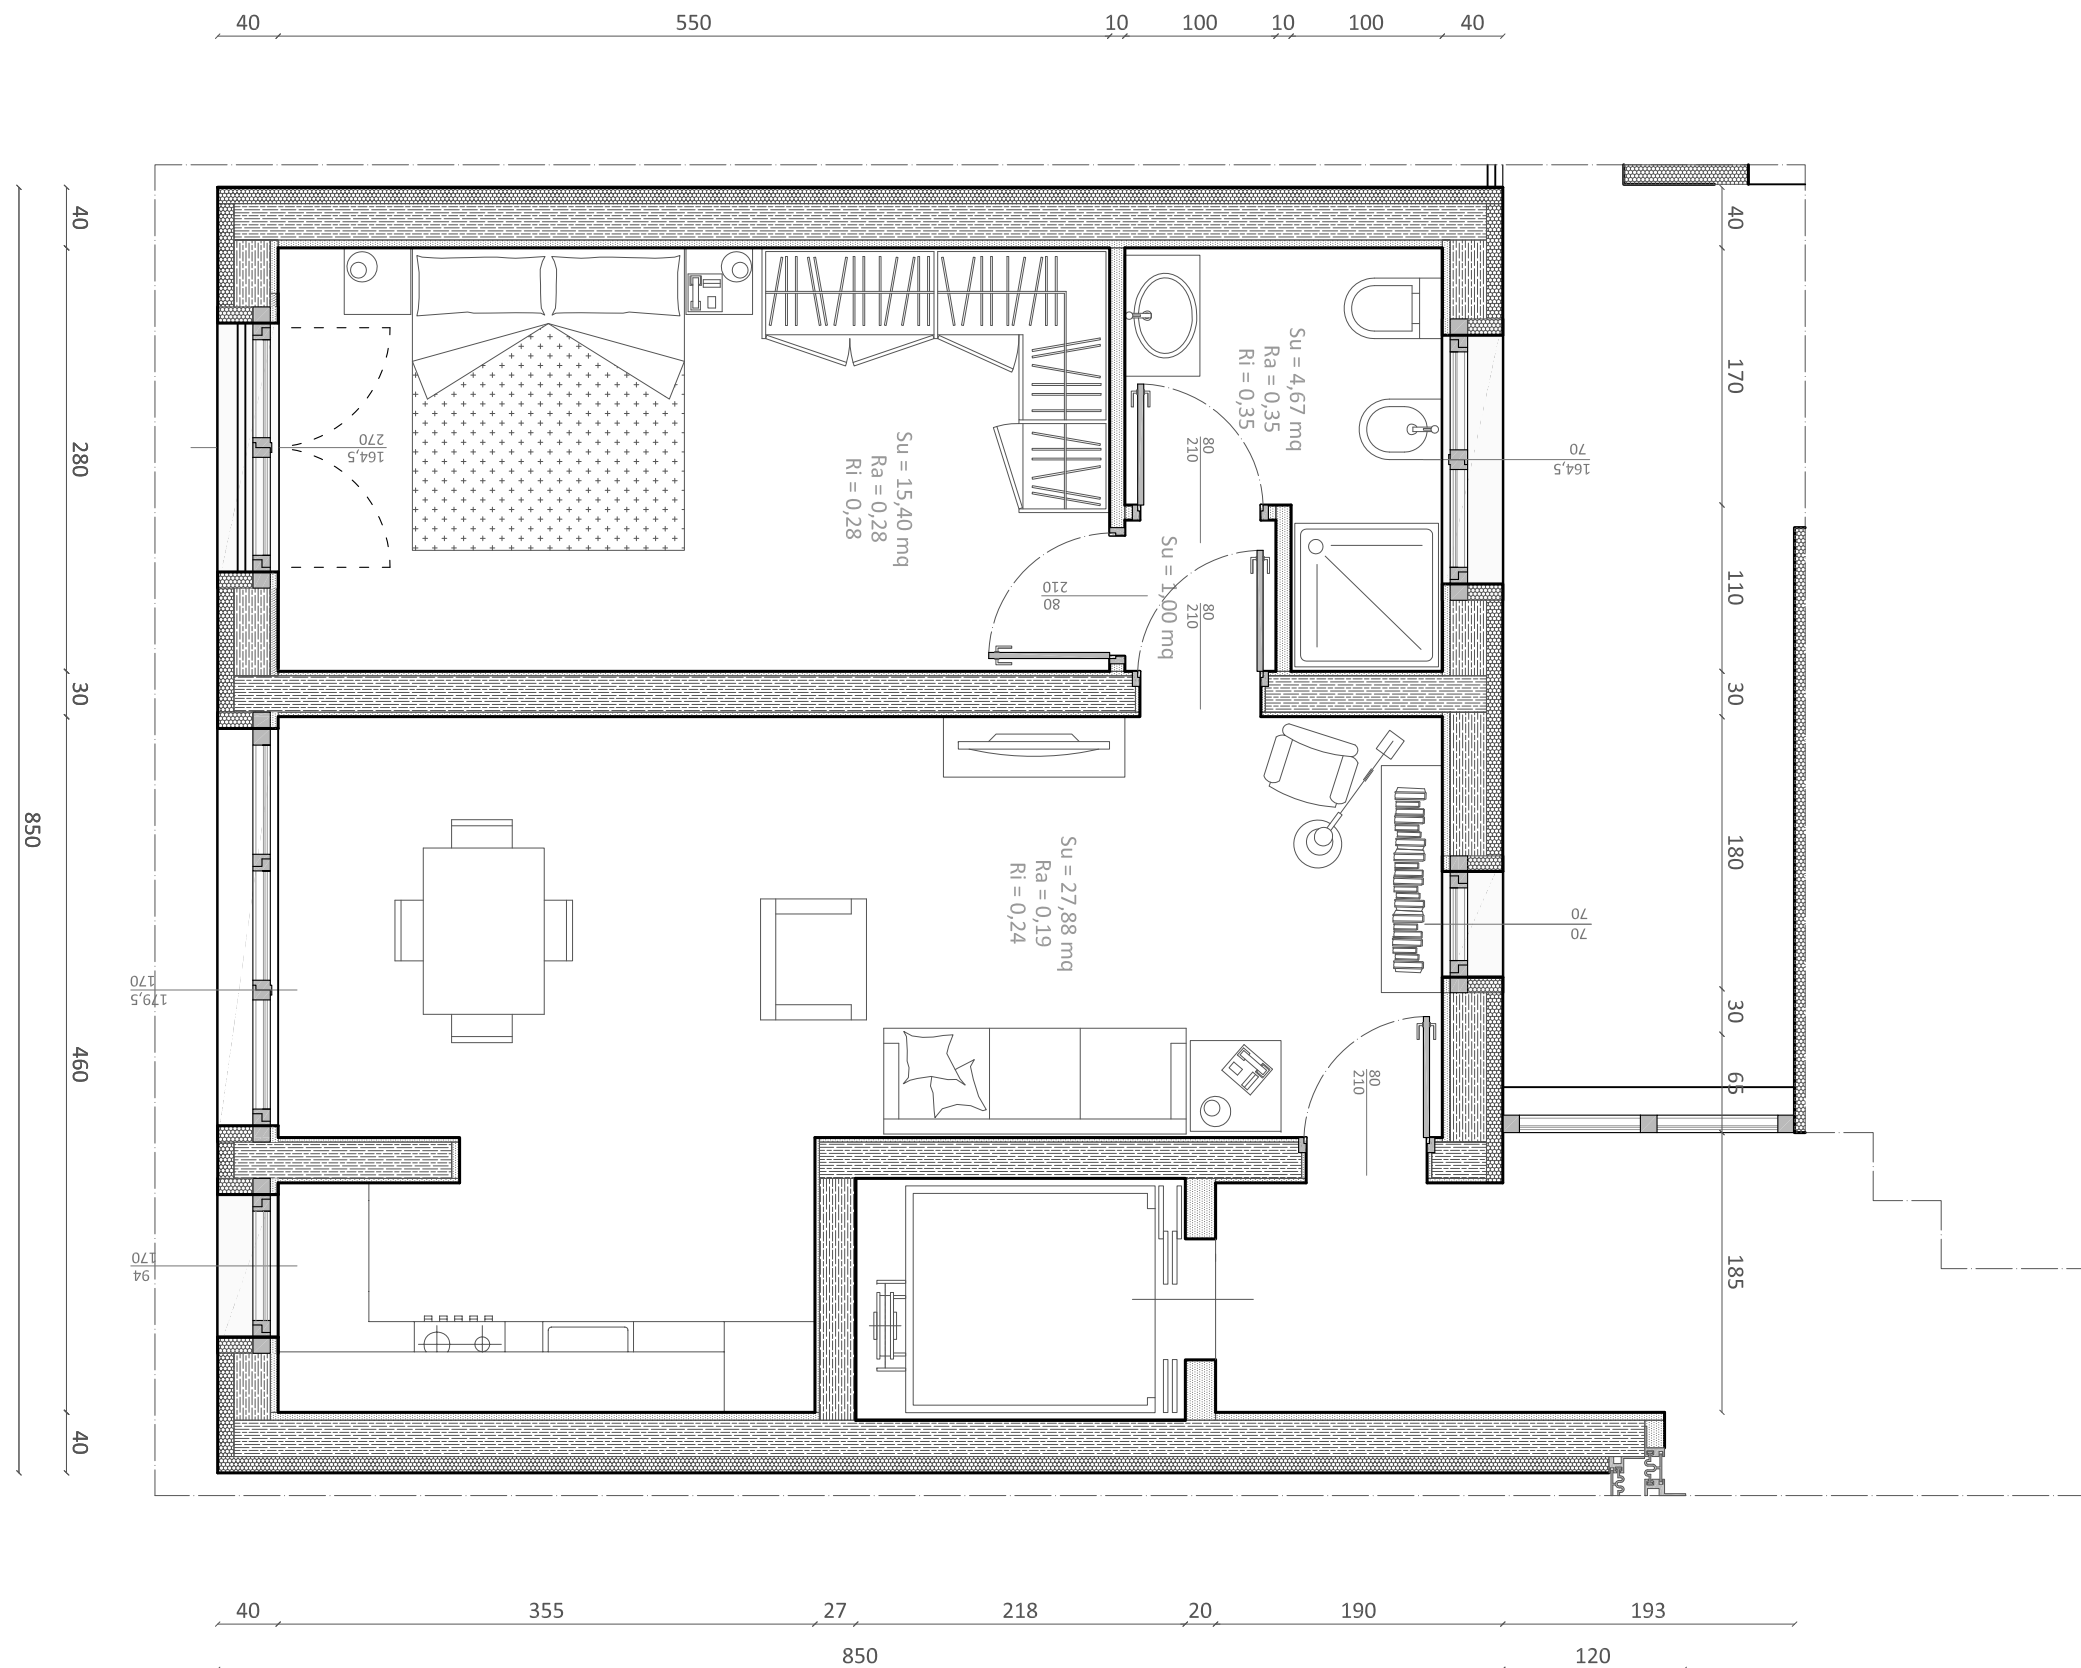 40 550 10 100 10 100 40
40
280
30
460
40
850
40
170
110
30
180
30
65
185
Su = 15,40 mq
Ra = 0,28
Ri = 0,28
Su = 4,67 mq
Ra = 0,35
Ri = 0,35
Su = 1,00 mq
Su = 27,88 mq
Ra = 0,19
Ri = 0,24
270
164,5
80
210
80
210
80
210
70
164,5
70
70
170
179,5
80
210
170
94
40 355 27 218 20 190 193
850 120